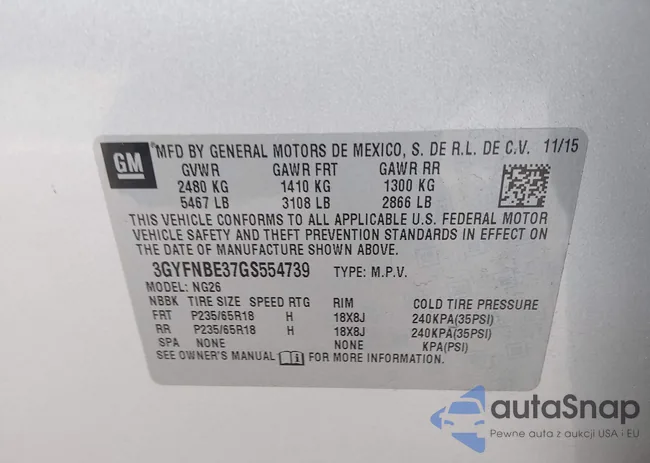 GM
MFD BY GENERAL MOTORS DE MEXICO, S. DE R.L. DE C.V. 11/15
GVWR GAWR FRT GAWR RR
2480 KG 1410 KG 1300 KG
5467 LB 3108 LB 2866 LB
THIS VEHICLE CONFORMS TO ALL APPLICABLE U.S. FEDERAL MOTOR
VEHICLE SAFETY AND THEFT PREVENTION STANDARDS IN EFFECT ON
THE DATE OF MANUFACTURE SHOWN ABOVE.
3GYFNBE37GS554739 TYPE: M.P.V.
MODEL: NG26
NBBK TIRE SIZE SPEED RTG RIM COLD TIRE PRESSURE
FRT P235/65R18 H 18X8J 240KPA(35PSI)
RR P235/65R18 H 18X8J 240KPA(35PSI)
SPA NONE NONE KPA(PSI)
SEE OWNER'S MANUAL FOR MORE INFORMATION.
autaSnap
Pewne auta z aukcji USA i EU